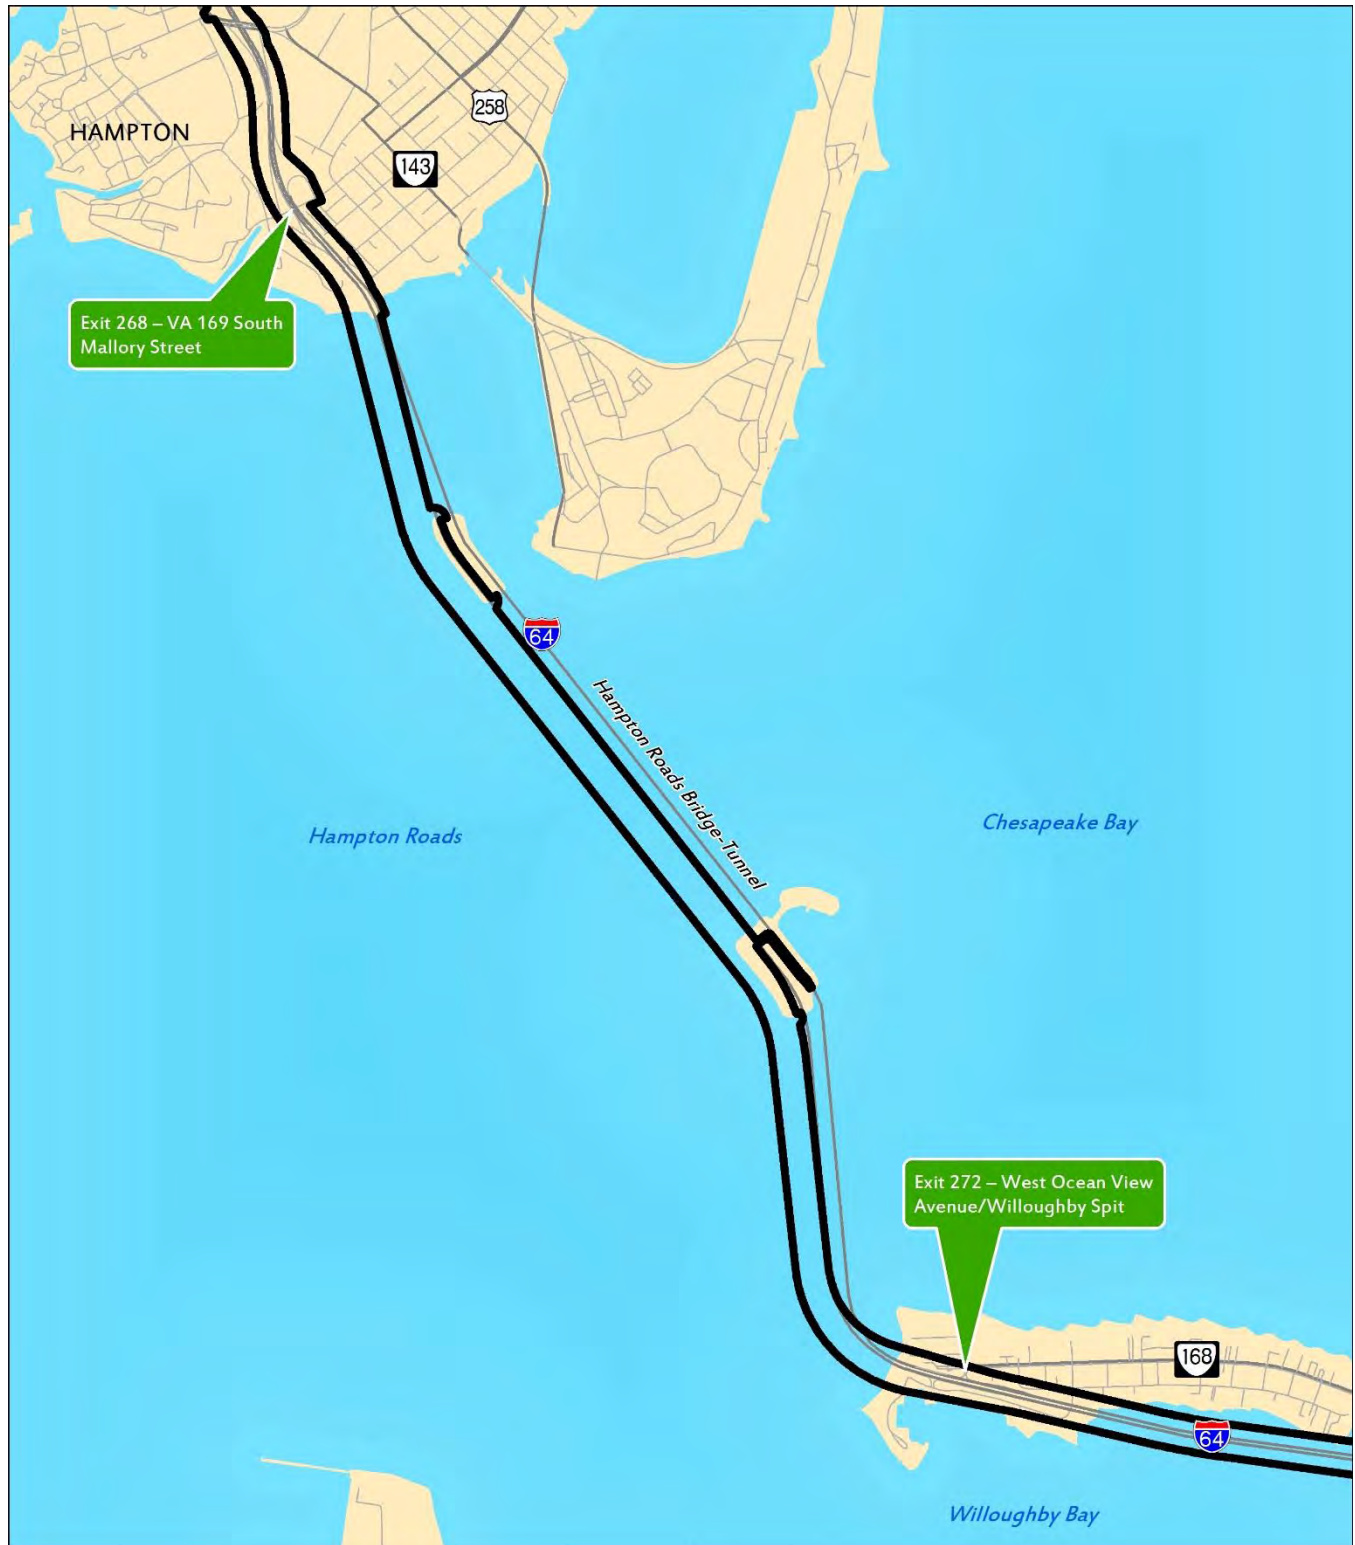 258
HAMPTON
143
Exit 268 – VA 169 South
Mallory Street
64
Hampton Roads Bridge-Tunnel
Hampton Roads
Chesapeake Bay
Exit 272 – West Ocean View
Avenue/Willoughby Spit
168
64
Willoughby Bay